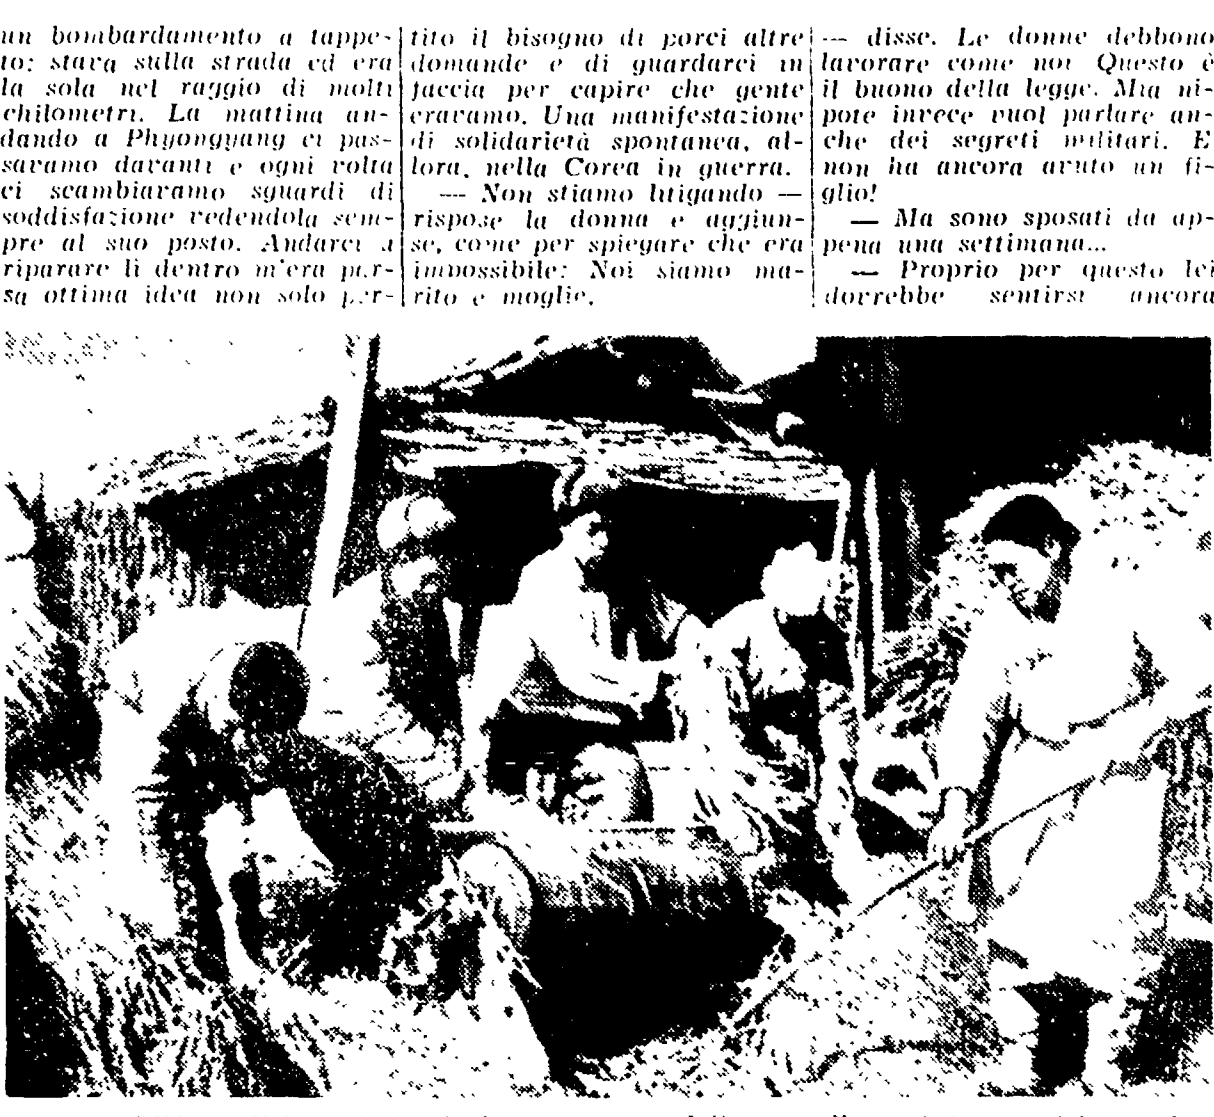 un bombardamento a tappe-
to: stava sulla strada ed era
la sola nel raggio di molti
chilometri. La mattina an-
dando a Phyongyang ci pas-
savamo davanti e ogni volta
ci scambiavamo sguardi di
soddisfazione vedendola sem-
pre al suo posto. Andarci a
riparare lì dentro m'era par-
sa ottima idea non solo per-
tito il bisogno di porci altre
domande e di guardarci in
faccia per capire che gente
eravamo. Una manifestazione
di solidarietà spontanea, al-
lora, nella Corea in guerra.
— Non stiamo litigando —
rispose la donna e aggiun-
se, come per spiegare che era
impossibile: Noi siamo ma-
rito e moglie.
— disse. Le donne debbono
lavorare come noi Questo è
il buono della legge. Mia ni-
pote invece vuol parlare an-
che dei segreti militari. E
non ha ancora avuto un fi-
glio!
— Ma sono sposati da ap-
pena una settimana...
— Proprio per questo lei
dovrebbe sentirsi ancora